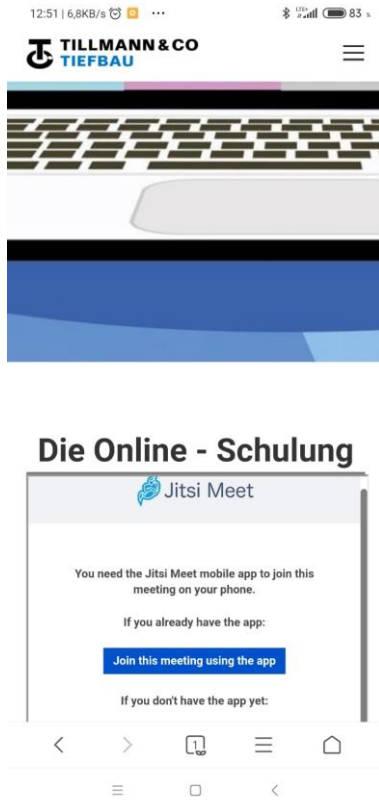 12:51 | 6,8KB/s ... 83 %
TILLMANN & CO
TIEFBAU
Die Online - Schulung
Jitsi Meet
You need the Jitsi Meet mobile app to join this
meeting on your phone.
If you already have the app:
Join this meeting using the app
If you don't have the app yet:
1